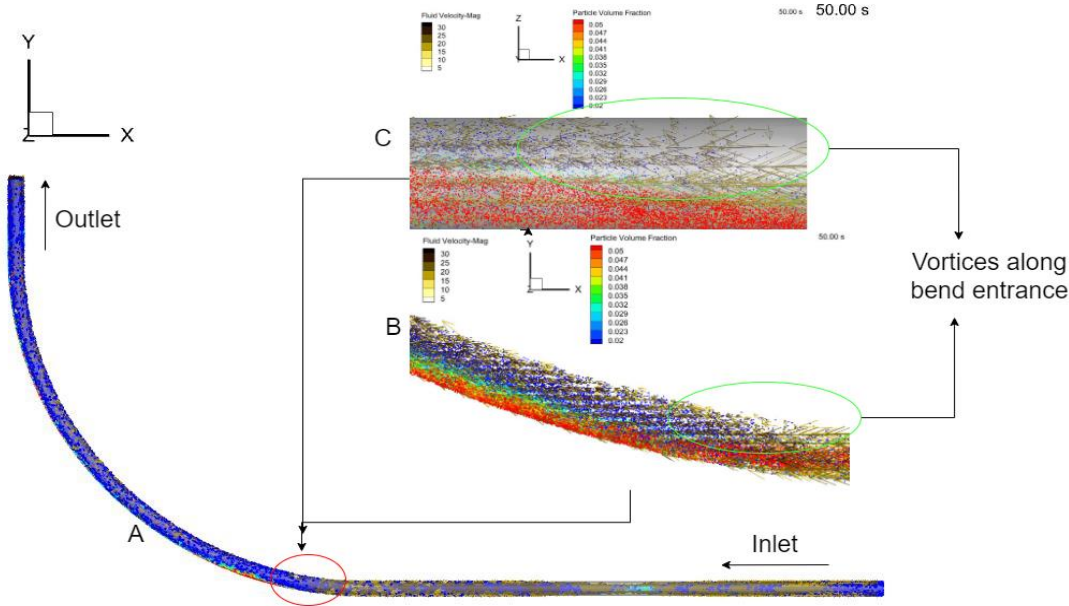 50.00 s
50.00 s
Fluid Velocity-Mag
30
25
20
15
10
5
Z
Y
X
Particle Volume Fraction
0.05
0.047
0.044
0.041
0.038
0.035
0.032
0.029
0.026
0.023
0.02
Y
Z
X
C
Outlet
Fluid Velocity-Mag
30
25
20
15
10
5
Y
Z
X
Particle Volume Fraction
0.05
0.047
0.044
0.041
0.038
0.035
0.032
0.029
0.026
0.023
0.02
50.00 s
Vortices along
bend entrance
B
A
Inlet